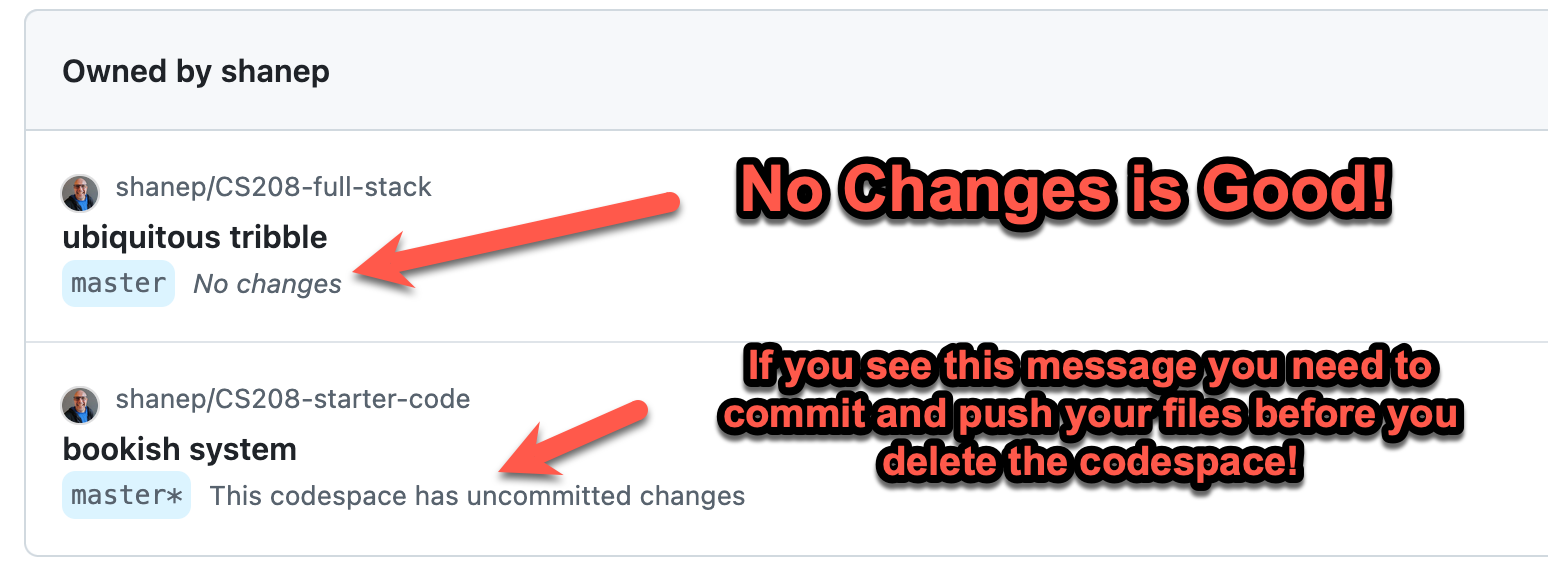 Owned by shanep
shanep/CS208-full-stack
No Changes is Good!
ubiquitous tribble
master No changes
shanep/CS208-starter-code
If you see this message you need to
commit and push your files before you
delete the codespace!
bookish system
master* This codespace has uncommitted changes